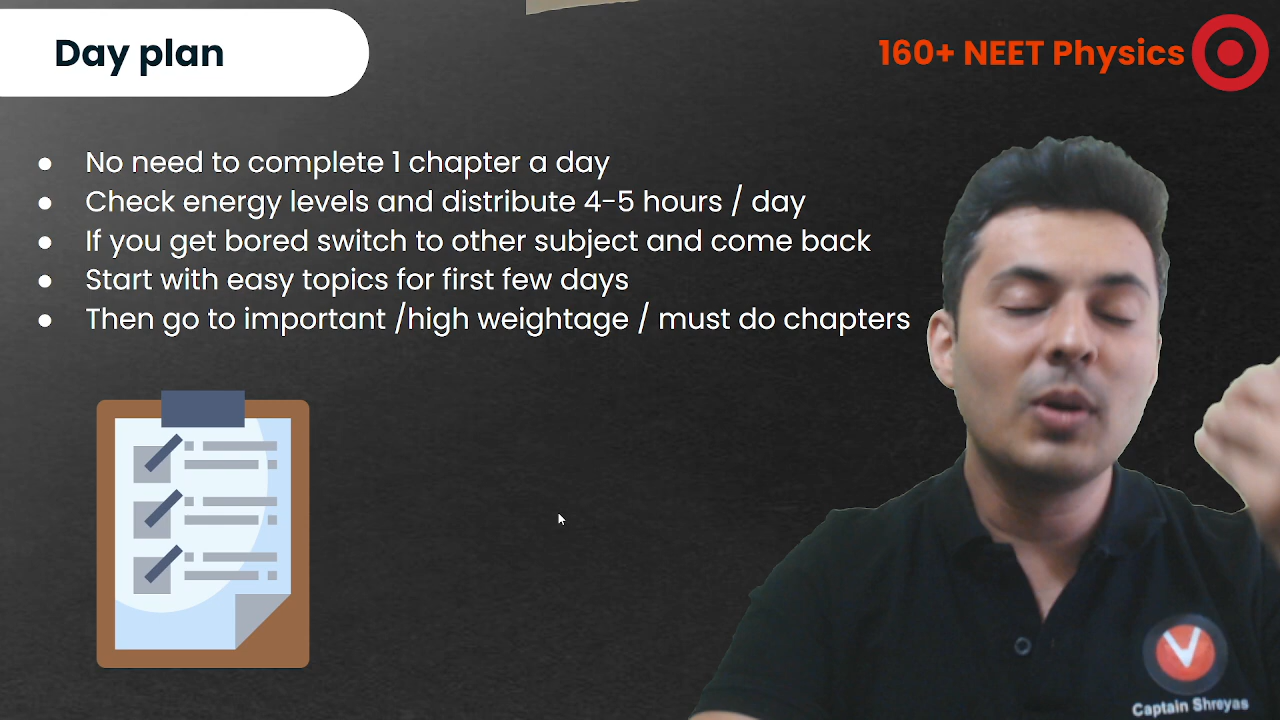 Day plan
160+ NEET Physics
● No need to complete 1 chapter a day
● Check energy levels and distribute 4-5 hours / day
● If you get bored switch to other subject and come back
● Start with easy topics for first few days
● Then go to important /high weightage / must do chapters
V
Captain Shreyas